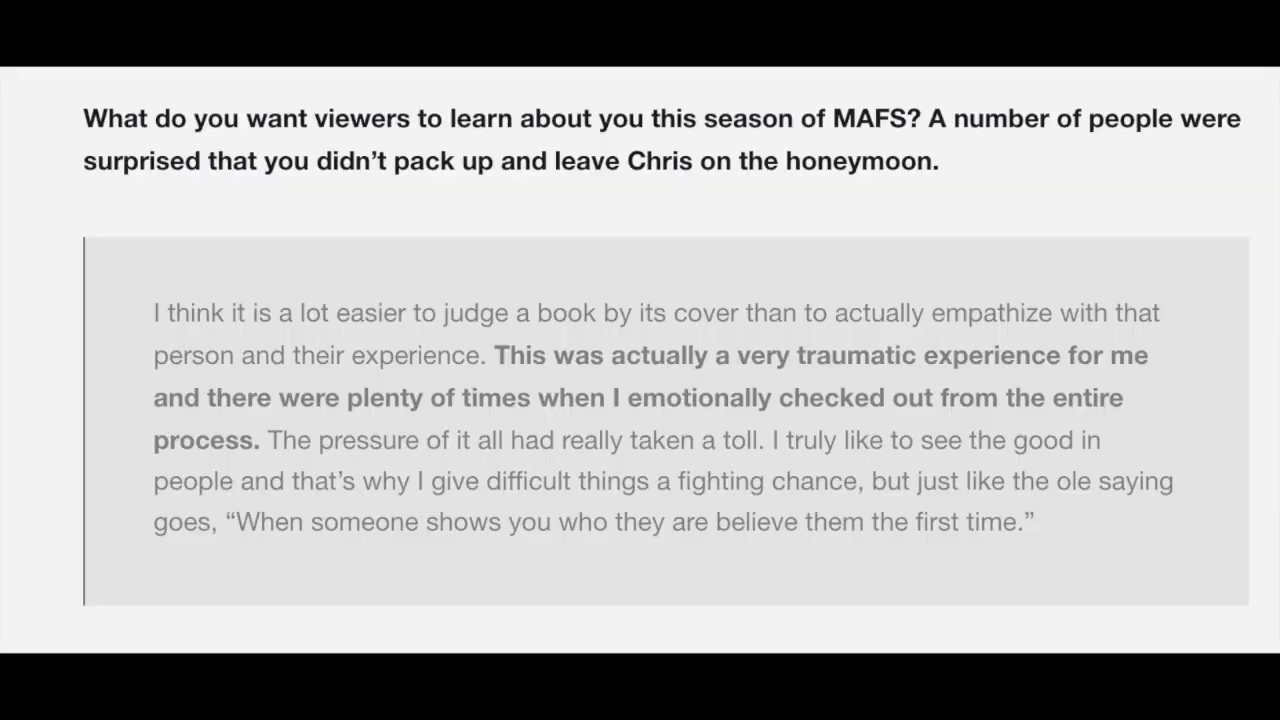 What do you want viewers to learn about you this season of MAFS? A number of people were
surprised that you didn’t pack up and leave Chris on the honeymoon.
I think it is a lot easier to judge a book by its cover than to actually empathize with that
person and their experience. This was actually a very traumatic experience for me
and there were plenty of times when I emotionally checked out from the entire
process. The pressure of it all had really taken a toll. I truly like to see the good in
people and that’s why I give difficult things a fighting chance, but just like the ole saying
goes, “When someone shows you who they are believe them the first time.”